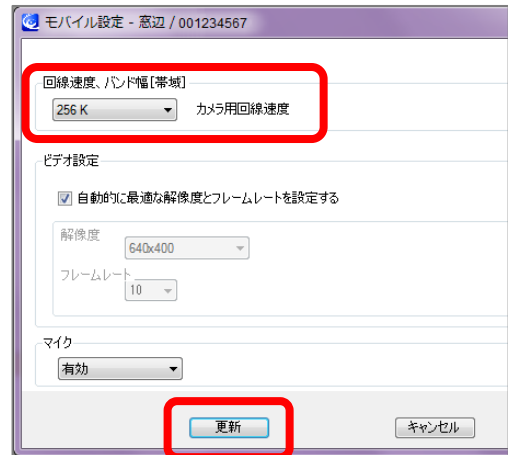 モバイル設定 - 窓辺 / 001234567
回線速度、バンド幅[帯域]
256 K カメラ用回線速度
ビデオ設定
自動的に最適な解像度とフレームレートを設定する
解像度
640x400
フレームレート
10
マイク
有効
更新 キャンセル